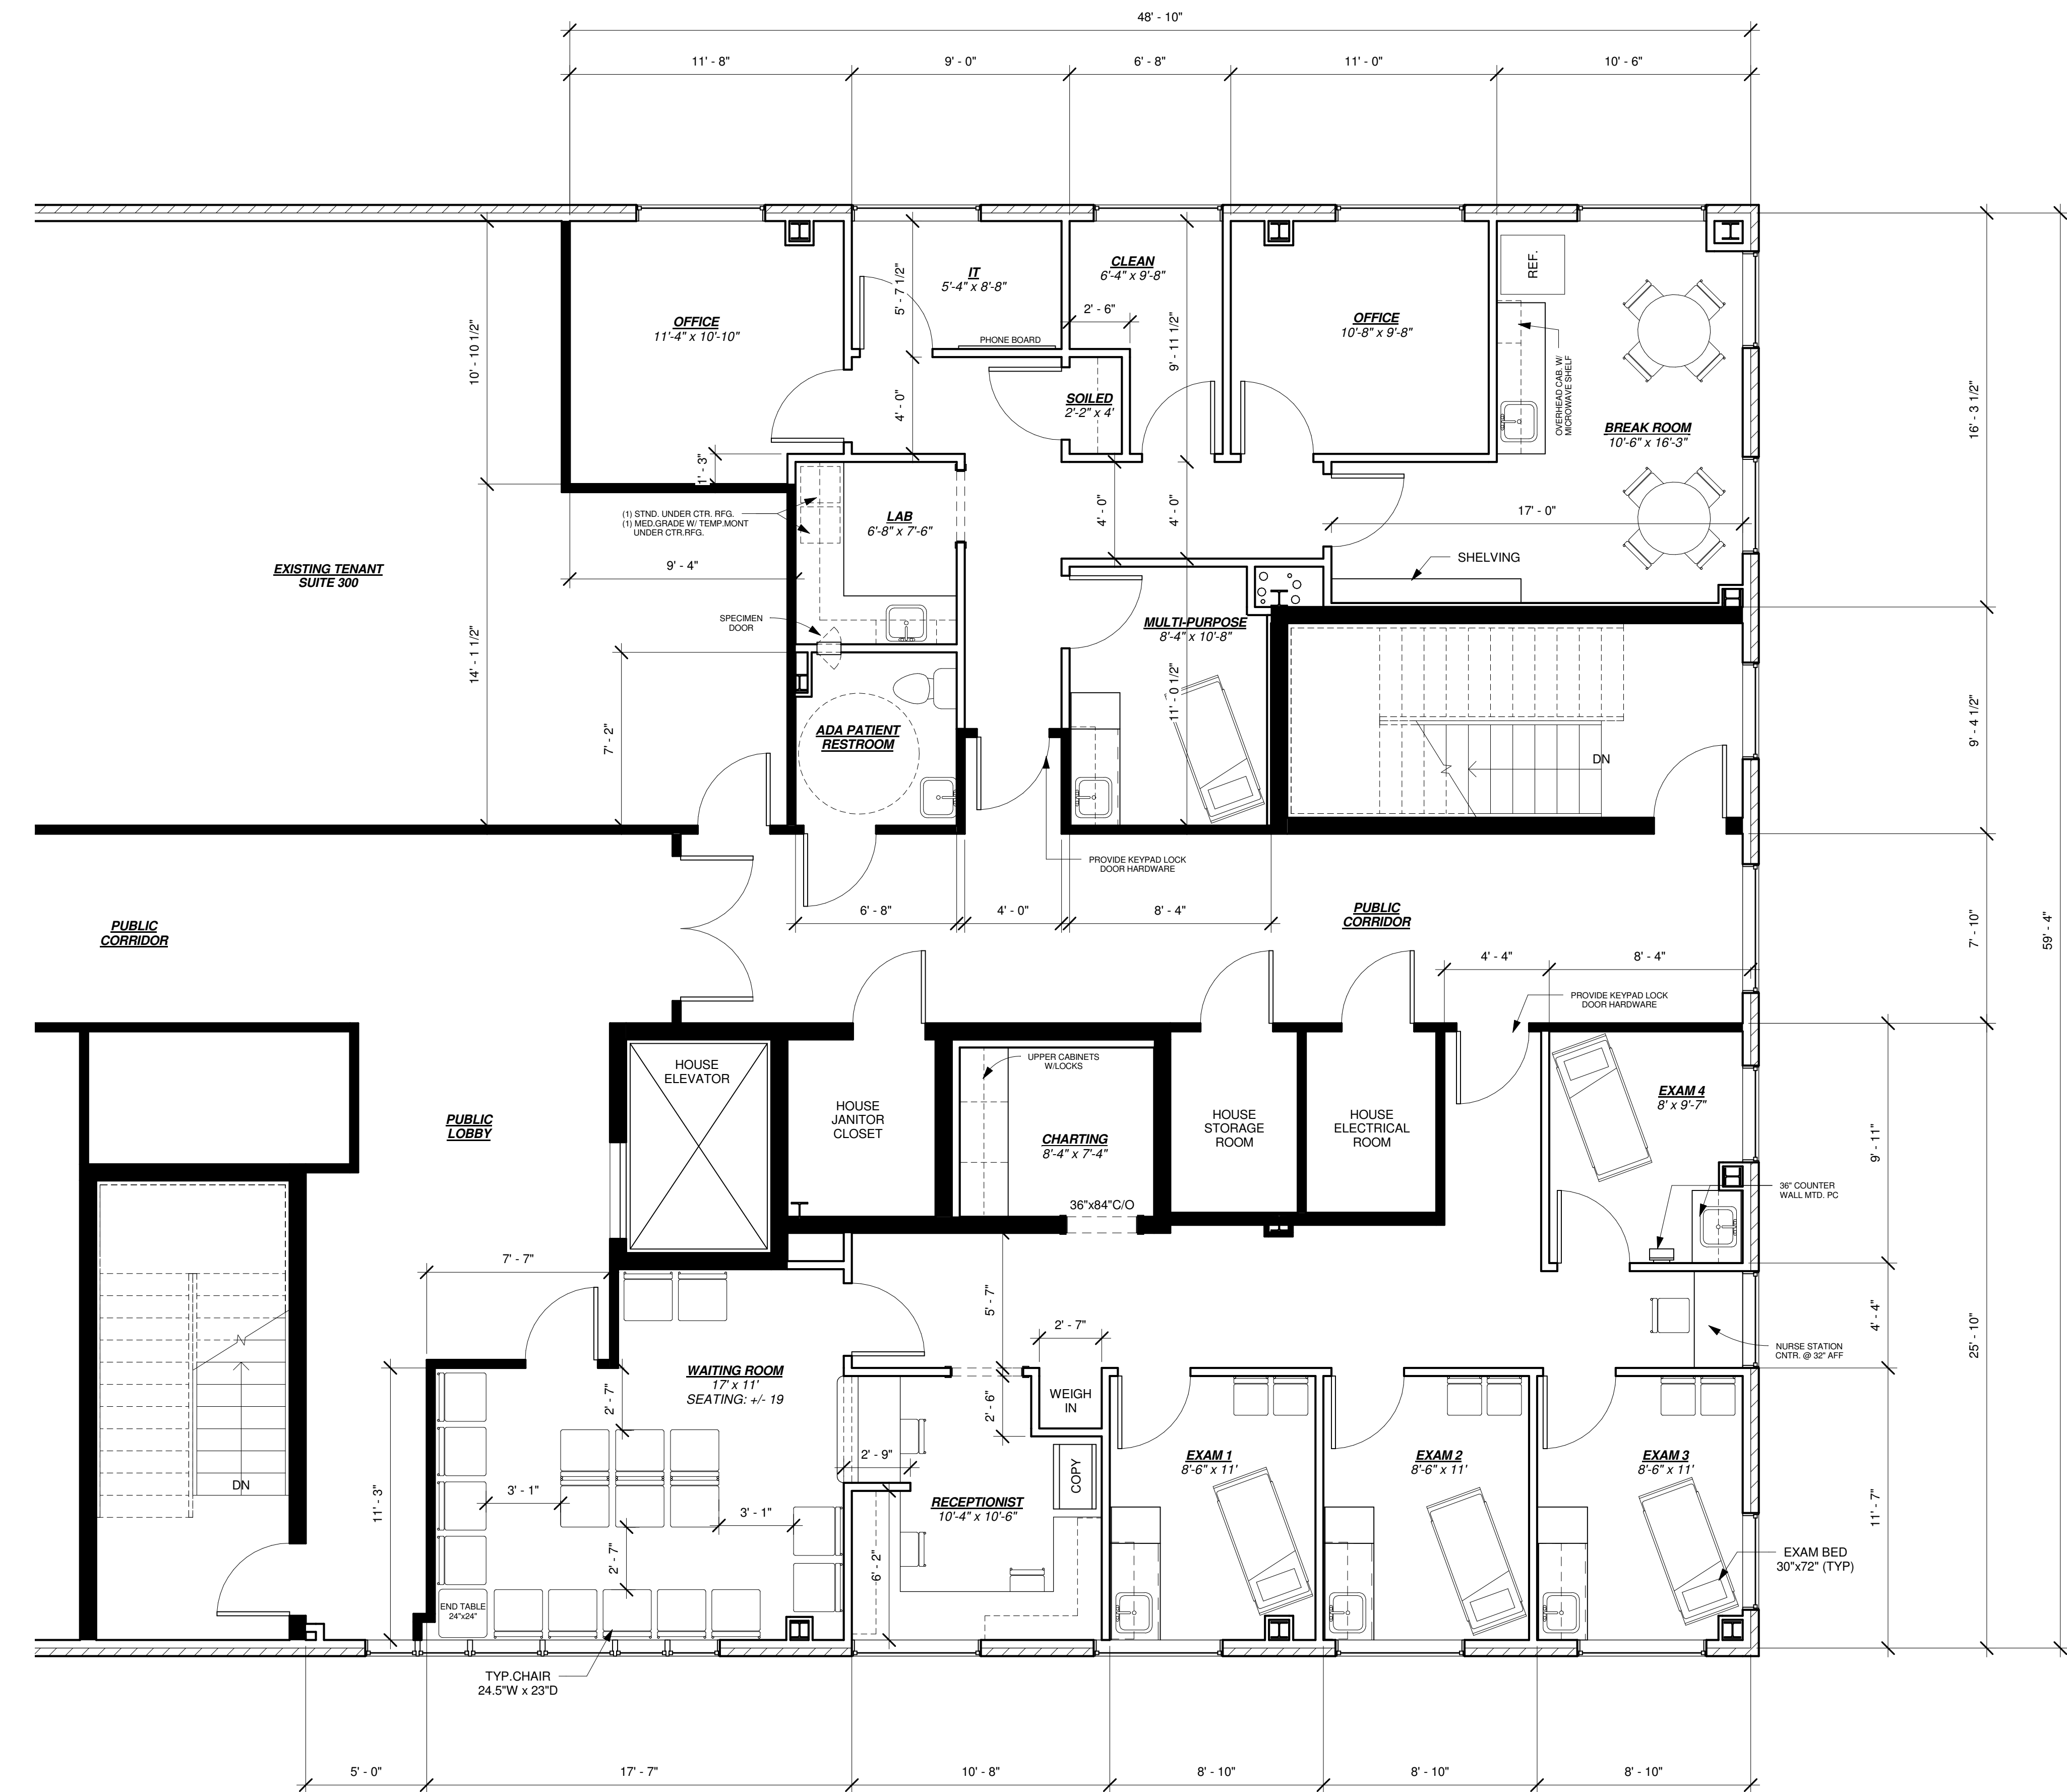 48' - 10"
11' - 8"
9' - 0"
6' - 8"
11' - 0"
10' - 6"
OFFICE
11'-4" x 10'-10"
5' - 7 1/2"
IT
5'-4" x 8'-8"
PHONE BOARD
CLEAN
6'-4" x 9'-8"
2' - 6"
9' - 11 1/2"
OFFICE
10'-8" x 9'-8"
REF.
OVERHEAD CAB. W/
MICROWAVE SHELF
BREAK ROOM
10'-6" x 16'-3"
10' - 10 1/2"
4' - 0"
SOILED
2'-2" x 4'
1' - 3"
16' - 3 1/2"
(1) STND. UNDER CTR. RFG.
(1) MED.GRADE W/ TEMP.MONT
UNDER CTR.RFG.
LAB
6'-8" x 7'-6"
4' - 0"
4' - 0"
17' - 0"
SHELVING
EXISTING TENANT
SUITE 300
9' - 4"
SPECIMEN
DOOR
MULTI-PURPOSE
8'-4" x 10'-8"
14' - 1 1/2"
7' - 2"
ADA PATIENT
RESTROOM
11' - 0 1/2"
DN
9' - 4 1/2"
PROVIDE KEYPAD LOCK
DOOR HARDWARE
PUBLIC
CORRIDOR
6' - 8"
4' - 0"
8' - 4"
PUBLIC
CORRIDOR
7' - 10"
59' - 4"
4' - 4"
8' - 4"
PROVIDE KEYPAD LOCK
DOOR HARDWARE
HOUSE
ELEVATOR
UPPER CABINETS
W/LOCKS
EXAM 4
8' x 9'-7"
PUBLIC
LOBBY
HOUSE
JANITOR
CLOSET
CHARTING
8'-4" x 7'-4"
HOUSE
STORAGE
ROOM
HOUSE
ELECTRICAL
ROOM
9' - 11"
36"x84"C/O
36" COUNTER
WALL MTD. PC
7' - 7"
5' - 7"
2' - 7"
4' - 4"
25' - 10"
NURSE STATION
CNTR. @ 32" AFF
WAITING ROOM
17' x 11'
SEATING: +/- 19
2' - 7"
WEIGH
IN
2' - 6"
2' - 9"
COPY
EXAM 1
8'-6" x 11'
EXAM 2
8'-6" x 11'
EXAM 3
8'-6" x 11'
DN
11' - 3"
3' - 1"
3' - 1"
RECEPTIONIST
10'-4" x 10'-6"
11' - 7"
2' - 7"
6' - 2"
EXAM BED
30"x72" (TYP)
END TABLE
24"x24"
TYP.CHAIR
24.5"W x 23"D
5' - 0"
17' - 7"
10' - 8"
8' - 10"
8' - 10"
8' - 10"